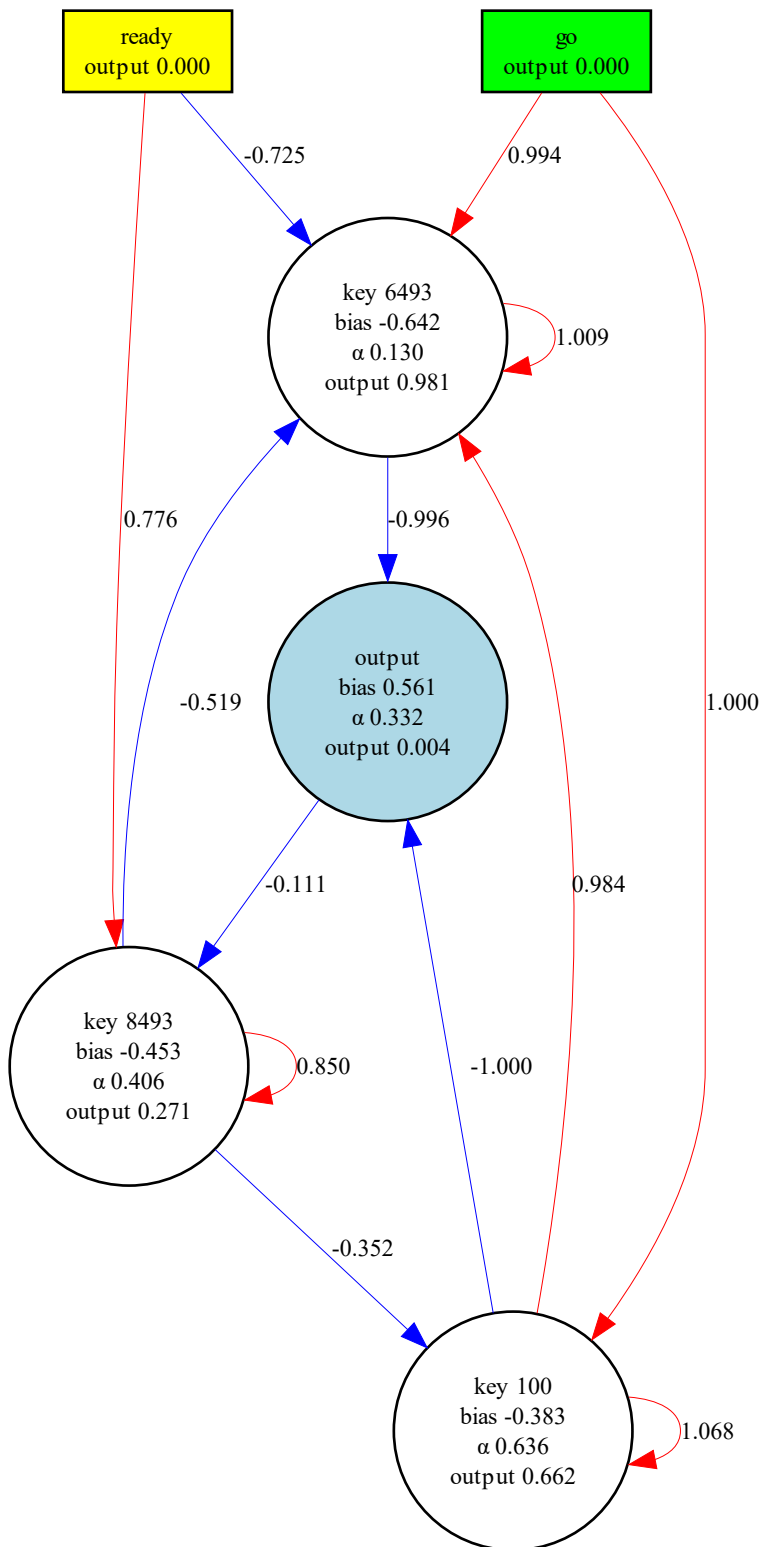 ready
output 0.000
go
output 0.000
-0.725
0.994
key 6493
bias -0.642
α 0.130
output 0.981
1.009
0.776
-0.996
-0.519
output
bias 0.561
α 0.332
output 0.004
1.000
-0.111
0.984
key 8493
bias -0.453
α 0.406
output 0.271
0.850
-1.000
-0.352
key 100
bias -0.383
α 0.636
output 0.662
1.068